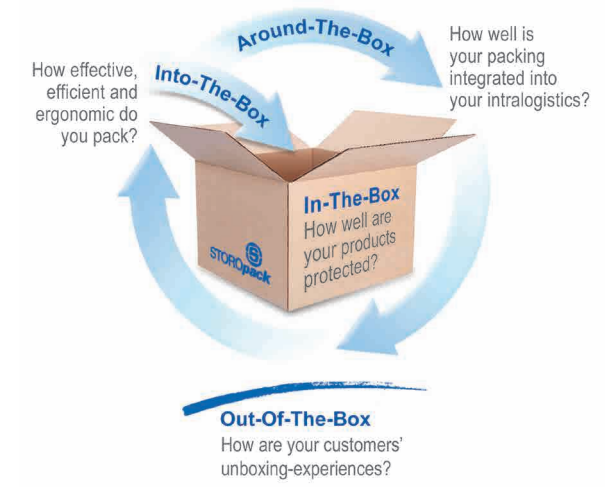 Around-The-Box
How well is
your packing
integrated into
your intralogistics?
How effective,
efficient and
ergonomic do
you pack?
Into-The-Box
In-The-Box
How well are
your products
protected?
STOROpack
Out-Of-The-Box
How are your customers'
unboxing-experiences?